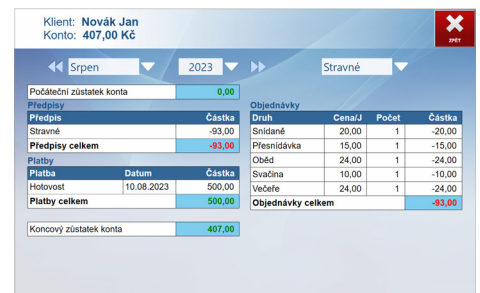 Klient: Novák Jan
Konto: 407,00 Kč
ZPĚT
Srpen 2023 Stravné
Počáteční zůstatek konta 0,00
Předpisy
Předpis Částka
Stravné -93,00
Předpisy celkem -93,00
Platby
Platba Datum Částka
Hotovost 10.08.2023 500,00
Platby celkem 500,00
Koncový zůstatek konta 407,00
Objednávky
Druh Cena/J Počet Částka
Snídaně 20,00 1 -20,00
Přesnídávka 15,00 1 -15,00
Oběd 24,00 1 -24,00
Svačina 10,00 1 -10,00
Večeře 24,00 1 -24,00
Objednávky celkem -93,00